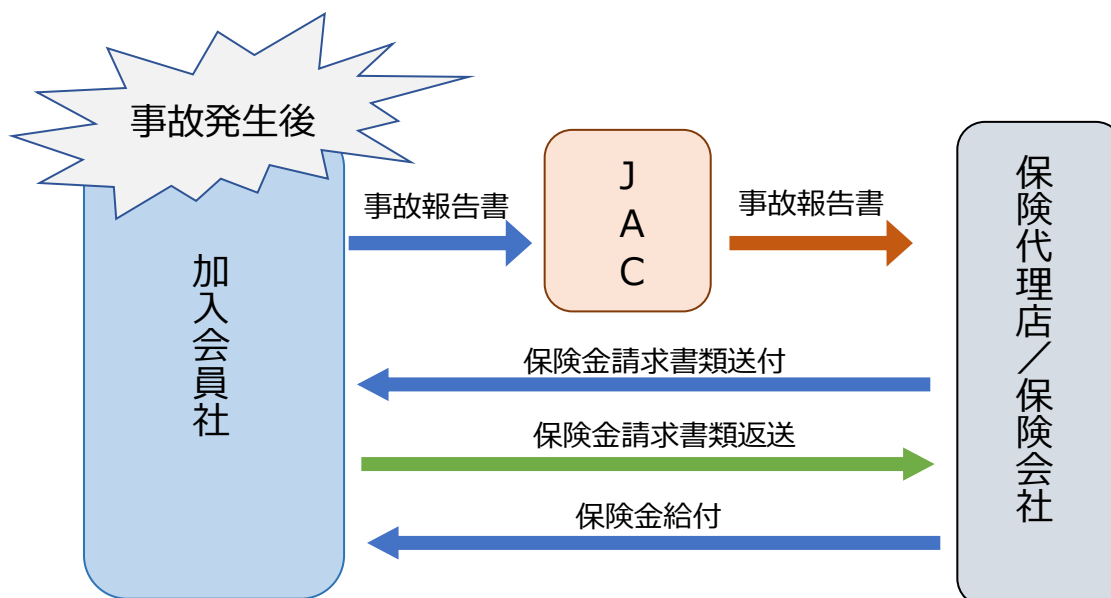 事故発生後
加入会員社
事故報告書
JAC
事故報告書
保険代理店／保険会社
保険金請求書類送付
保険金請求書類返送
保険金給付